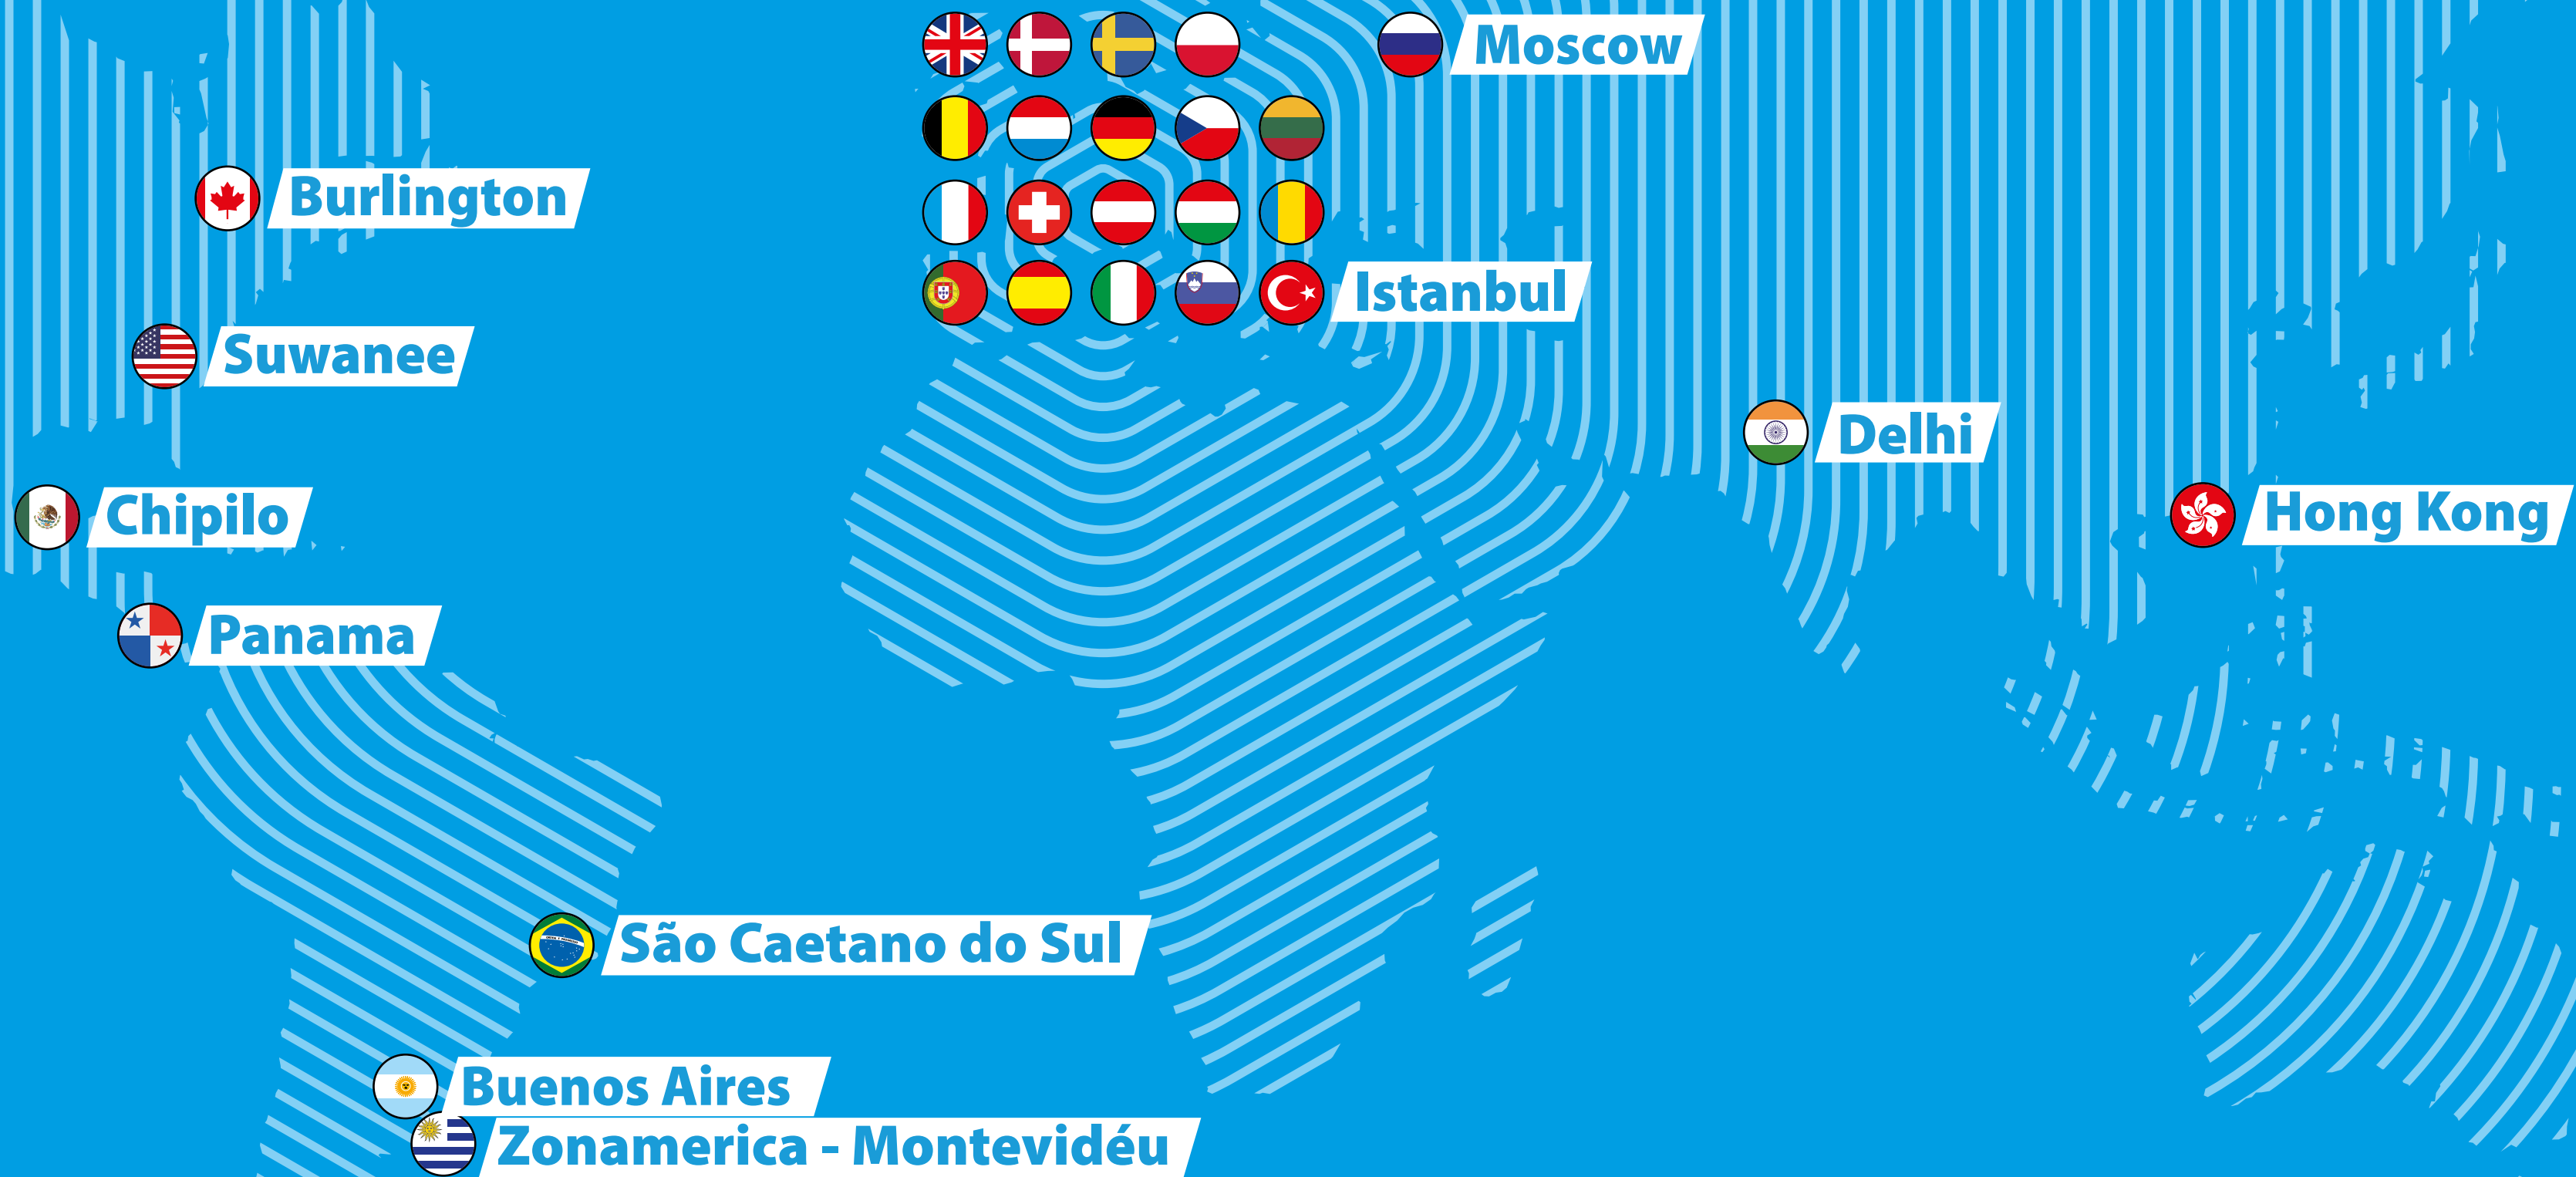 Moscow
Burlington
Istanbul
Suwanee
Delhi
Chipilo
Hong Kong
Panama
São Caetano do Sul
Buenos Aires
Zonamerica - Montevidéu